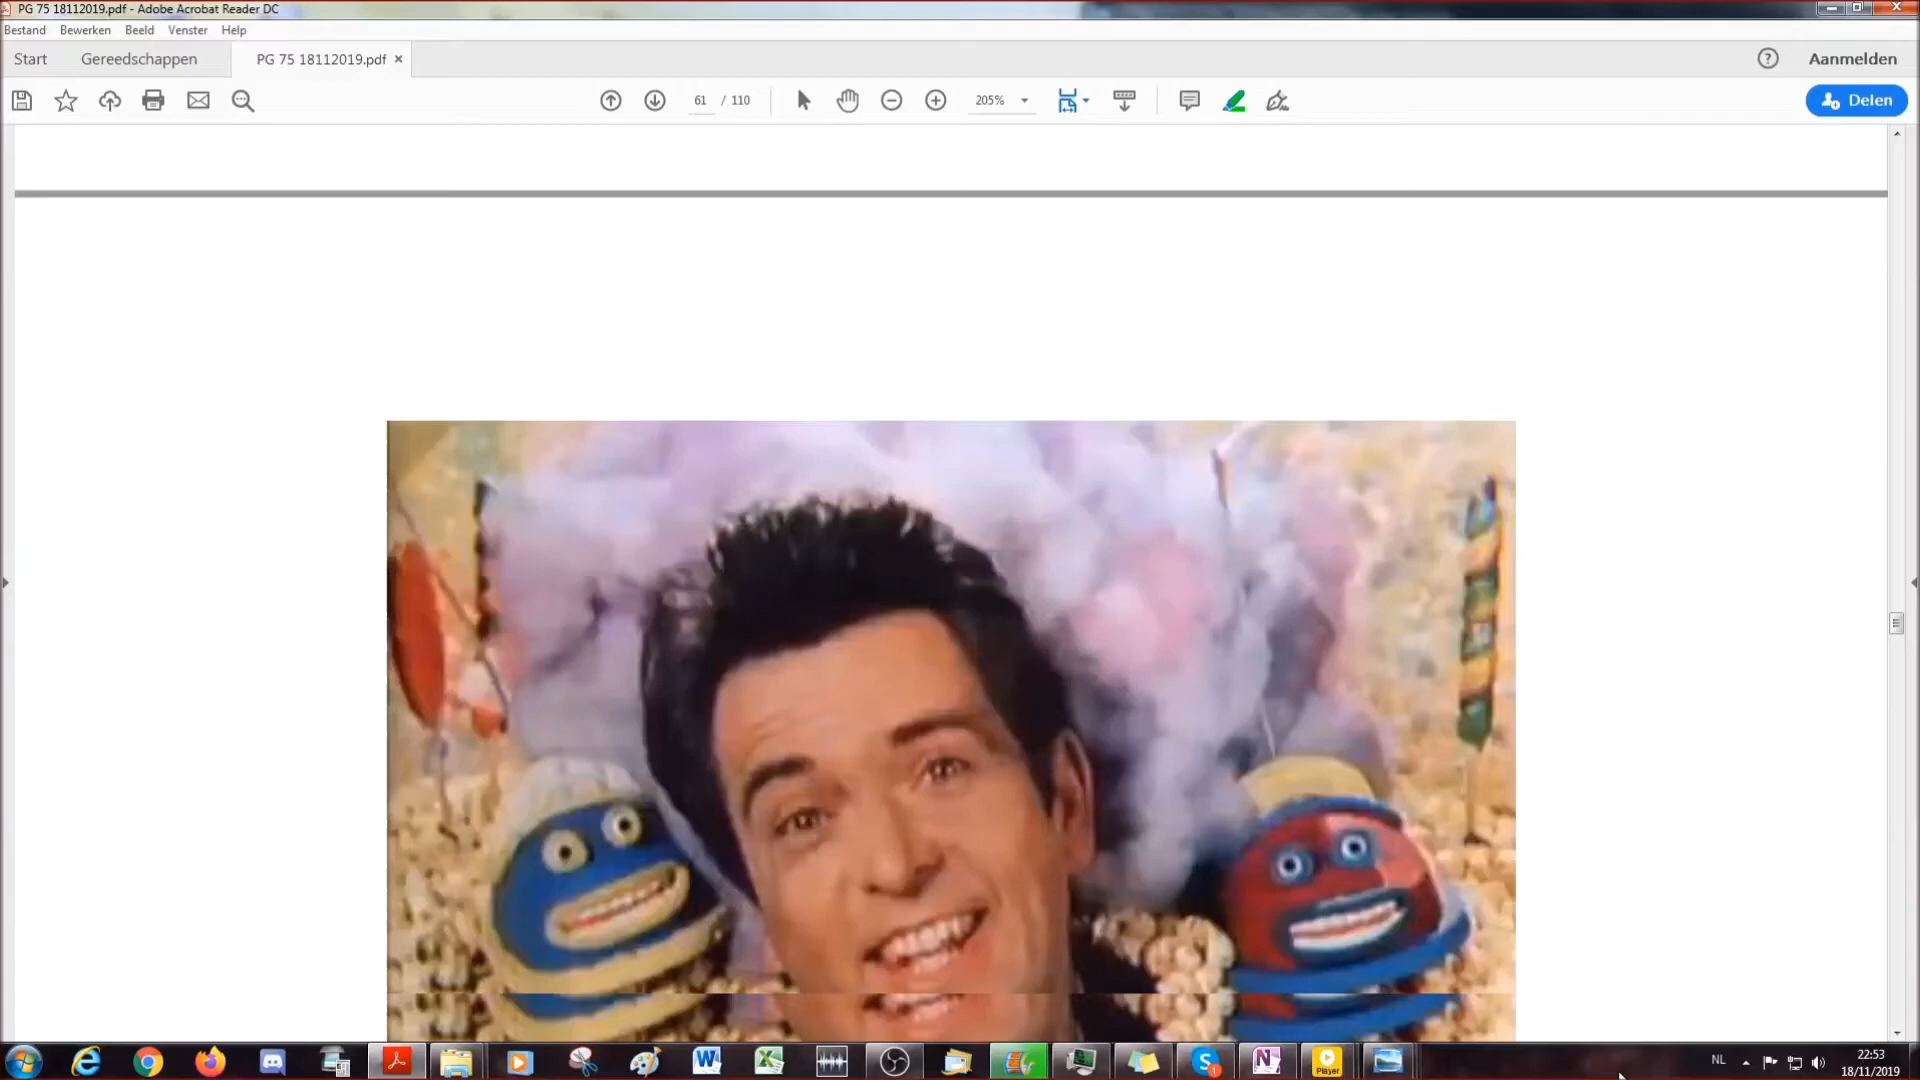 PG 75 18112019.pdf - Adobe Acrobat Reader DC
Bestand Bewerken Beeld Venster Help
Start Gereedschappen PG 75 18112019.pdf × Aanmelden
61 / 110 205% Delen
NL 22:53
18/11/2019
Player